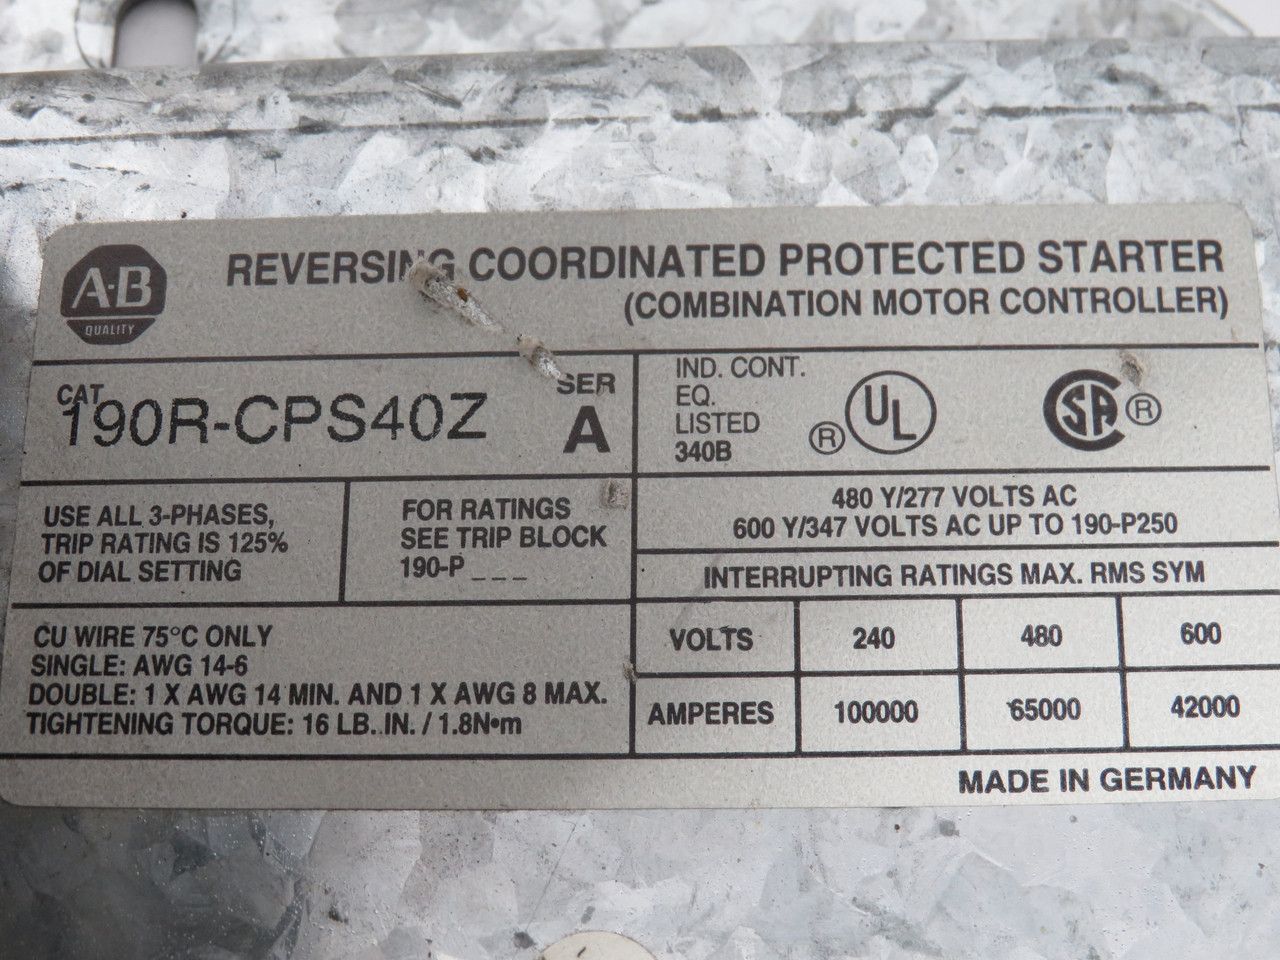 A-B
QUALITY
REVERSING COORDINATED PROTECTED STARTER
(COMBINATION MOTOR CONTROLLER)
CAT
190R-CPS40Z
SER
A
IND. CONT.
EQ.
LISTED
340B
® UL
SA ®
USE ALL 3-PHASES,
TRIP RATING IS 125%
OF DIAL SETTING
FOR RATINGS
SEE TRIP BLOCK
190-P _ _ _
480 Y/277 VOLTS AC
600 Y/347 VOLTS AC UP TO 190-P250
INTERRUPTING RATINGS MAX. RMS SYM
VOLTS 240 480 600
AMPERES 100000 65000 42000
CU WIRE 75°C ONLY
SINGLE: AWG 14-6
DOUBLE: 1 X AWG 14 MIN. AND 1 X AWG 8 MAX.
TIGHTENING TORQUE: 16 LB. IN. / 1.8N•m
MADE IN GERMANY